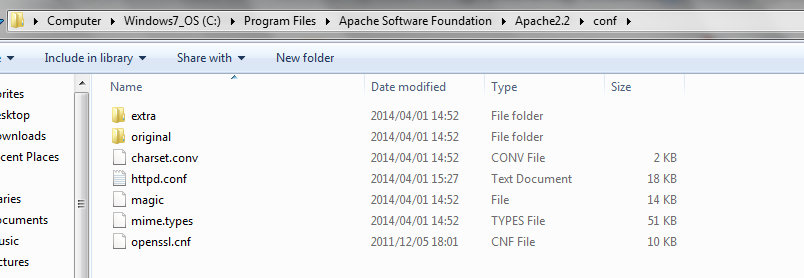 Computer Windows7_OS (C:) Program Files Apache Software Foundation Apache2.2 conf
Include in library Share with New folder
Name Date modified Type Size
extra 2014/04/01 14:52 File folder
original 2014/04/01 14:52 File folder
charset.conv 2014/04/01 14:52 CONV File 2 KB
httpd.conf 2014/04/01 15:27 Text Document 18 KB
magic 2014/04/01 14:52 File 14 KB
mime.types 2014/04/01 14:52 TYPES File 51 KB
openssl.cnf 2011/12/05 18:01 CNF File 10 KB
orites
esktop
ownloads
ecent Places
aries
ocuments
usic
ctures